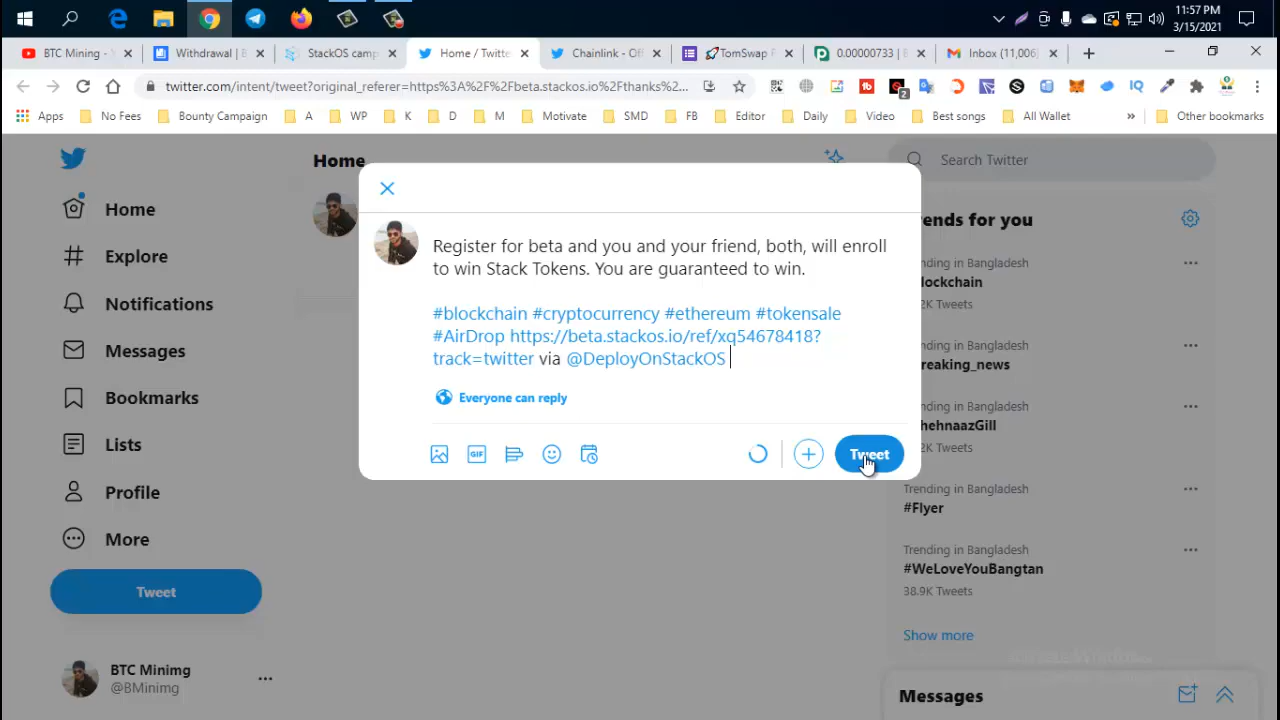 11:57 PM
3/15/2021
BTC Mining -
Withdrawal | B
StackOS camp
Home / Twitte
Chainlink - Off
TomSwap
0.00000733 | B
Inbox (11,006)
twitter.com/intent/tweet?original_referer=https%3A%2F%2Fbeta.stackos.io%2Fthanks%2...
2
Apps
No Fees
Bounty Campaign
A
WP
K
D
M
Motivate
SMD
FB
Editor
Daily
Video
Best songs
All Wallet
»
Other bookmarks
Home
Explore
Notifications
Messages
Bookmarks
Lists
Profile
More
Tweet
BTC Minimg
@BMinimg
Home
Register for beta and you and your friend, both, will enroll
to win Stack Tokens. You are guaranteed to win.
#blockchain #cryptocurrency #ethereum #tokensale
#AirDrop https://beta.stackos.io/ref/xq54678418?
track=twitter via @DeployOnStackOS
Everyone can reply
GIF
Tweet
Search Twitter
ends for you
Trending in Bangladesh
lockchain
2K Tweets
Trending in Bangladesh
reaking_news
Trending in Bangladesh
hehnaazGill
2K Tweets
Trending in Bangladesh
#Flyer
Trending in Bangladesh
#WeLoveYouBangtan
38.9K Tweets
Show more
Messages